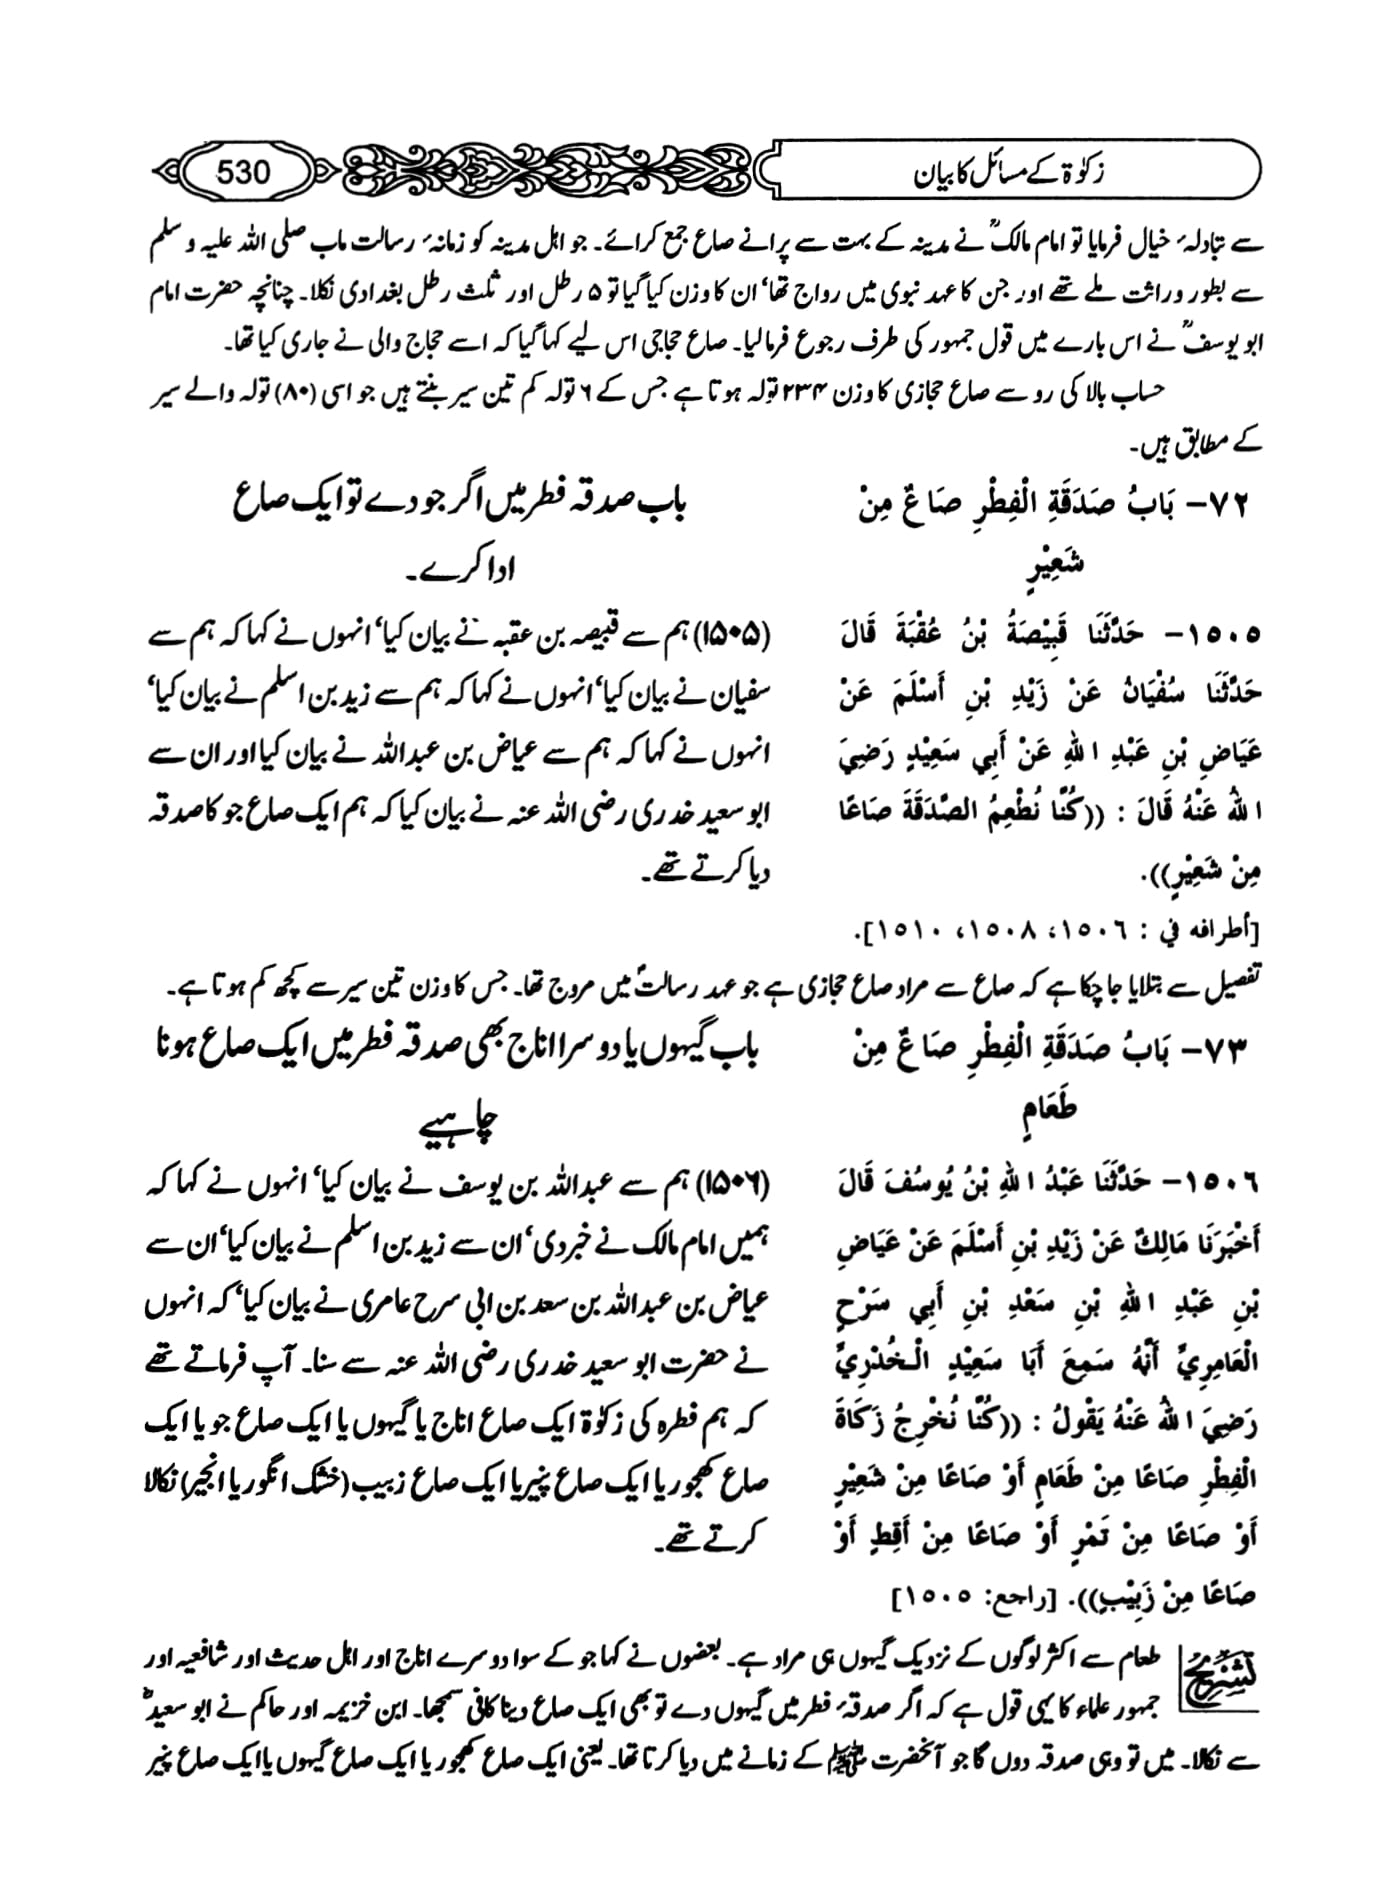 زکوٰۃ کے مسائل کا بیان
530
سے تبادلہء خیال فرمایا تو امام مالکؒ نے مدینہ کے بہت سے پرانے صاع جمع کرائے۔ جو اہل مدینہ کو زمانہء رسالت ماب صلی اللہ علیہ و سلم
سے بطور وراثت ملے تھے اور جن کا عہد نبوی میں رواج تھا‘ ان کا وزن کیا گیا تو ۵ رطل اور ثلث رطل بغدادی نکلا۔ چنانچہ حضرت امام
ابو یوسفؒ نے اس بارے میں قول جمہور کی طرف رجوع فرمالیا۔ صاع حجاجی اس لیے کہا گیا کہ اسے حجاج والی نے جاری کیا تھا۔
حساب بالا کی رو سے صاع حجازی کا وزن ۲۳۴ تولہ ہوتا ہے جس کے ۶ تولہ کم تین سیر بنتے ہیں جو اسی (۸۰) تولہ والے سیر
کے مطابق ہیں۔
٧٢- بَابُ صَدَقَةِ الْفِطْرِ صَاعٌ مِنْ
شَعِيْرٍ
باب صدقہ فطر میں اگر جو دے تو ایک صاع
ادا کرے۔
١٥٠٥- حَدَّثَنَا قَبِيْصَةُ بْنُ عُقْبَةَ قَالَ
حَدَّثَنَا سُفْيَانُ عَنْ زَيْدِ بْنِ أَسْلَمَ عَنْ
عَيَاضِ بْنِ عَبْدِ اللهِ عَنْ أَبِي سَعِيْدٍ رَضِيَ
اللهُ عَنْهُ قَالَ : ((كُنَّا نُطْعِمُ الصَّدَقَةَ صَاعًا
مِنْ شَعِيْرٍ)).
[أطرافه في : ١٥٠٦، ١٥٠٨، ١٥١٠].
(۱۵۰۵) ہم سے قبیصہ بن عقبہ نے بیان کیا‘ انہوں نے کہا کہ ہم سے
سفیان نے بیان کیا‘ انہوں نے کہا کہ ہم سے زید بن اسلم نے بیان کیا‘
انہوں نے کہا کہ ہم سے عیاض بن عبداللہ نے بیان کیا اور ان سے
ابو سعید خدری رضی اللہ عنہ نے بیان کیا کہ ہم ایک صاع جو کا صدقہ
دیا کرتے تھے۔
تفصیل سے بتلایا جا چکا ہے کہ صاع سے مراد صاع حجازی ہے جو عہد رسالتؐ میں مروج تھا۔ جس کا وزن تین سیر سے کچھ کم ہوتا ہے۔
٧٣- بَابُ صَدَقَةِ الْفِطْرِ صَاعٌ مِنْ
طَعَامٍ
باب گیہوں یا دوسرا اناج بھی صدقہ فطر میں ایک صاع ہونا
چاہیے
١٥٠٦- حَدَّثَنَا عَبْدُ اللهِ بْنُ يُوسُفَ قَالَ
أَخْبَرَنَا مَالِكٌ عَنْ زَيْدِ بْنِ أَسْلَمَ عَنْ عَيَاضِ
بْنِ عَبْدِ اللهِ بْنِ سَعْدِ بْنِ أَبِي سَرْحٍ
الْعَامِرِيِّ أَنَّهُ سَمِعَ أَبَا سَعِيْدٍ الْخُدْرِيَّ
رَضِيَ اللهُ عَنْهُ يَقُولُ : ((كُنَّا نُخْرِجُ زَكَاةَ
الْفِطْرِ صَاعًا مِنْ طَعَامٍ أَوْ صَاعًا مِنْ شَعِيْرٍ
أَوْ صَاعًا مِنْ تَمْرٍ أَوْ صَاعًا مِنْ أَقِطٍ أَوْ
صَاعًا مِنْ زَبِيْبٍ)). [راجع: ١٥٠٥]
(۱۵۰۶) ہم سے عبداللہ بن یوسف نے بیان کیا‘ انہوں نے کہا کہ
ہمیں امام مالک نے خبر دی‘ ان سے زید بن اسلم نے بیان کیا‘ ان سے
عیاض بن عبداللہ بن سعد بن ابی سرح عامری نے بیان کیا‘ کہ انہوں
نے حضرت ابو سعید خدری رضی اللہ عنہ سے سنا۔ آپ فرماتے تھے
کہ ہم فطرہ کی زکوٰۃ ایک صاع اناج یا گیہوں یا ایک صاع جو یا ایک
صاع کھجور یا ایک صاع پنیر یا ایک صاع زبیب (خشک انگور یا انجیر) نکالا
کرتے تھے۔
تشریح
طعام سے اکثر لوگوں کے نزدیک گیہوں ہی مراد ہے۔ بعضوں نے کہا جو کے سوا دوسرے اناج اور اہل حدیث اور شافعیہ اور
جمہور علماء کا یہی قول ہے کہ اگر صدقہء فطر میں گیہوں دے تو بھی ایک صاع دینا کافی سمجھا۔ ابن خزیمہ اور حاکم نے ابو سعیدؓ
سے نکالا۔ میں تو وہی صدقہ دوں گا جو آنحضرت ﷺ کے زمانے میں دیا کرتا تھا۔ یعنی ایک صاع کھجور یا ایک صاع گیہوں یا ایک صاع پنیر